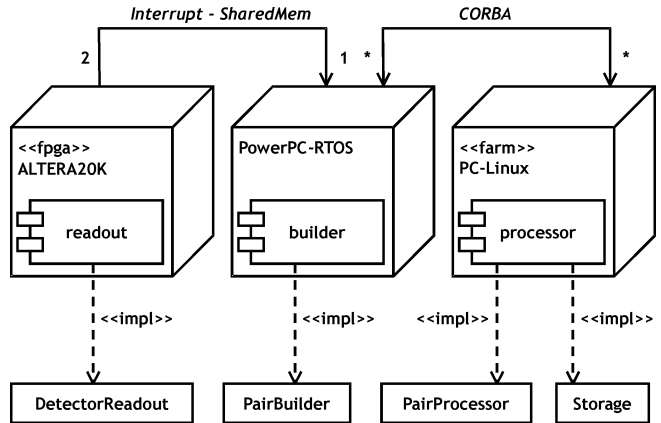 Interrupt - SharedMem
CORBA
2
1
*
*
<<fpga>>
ALTERA20K
PowerPC-RTOS
<<farm>>
PC-Linux
readout
builder
processor
<<impl>>
<<impl>>
<<impl>>
<<impl>>
DetectorReadout
PairBuilder
PairProcessor
Storage